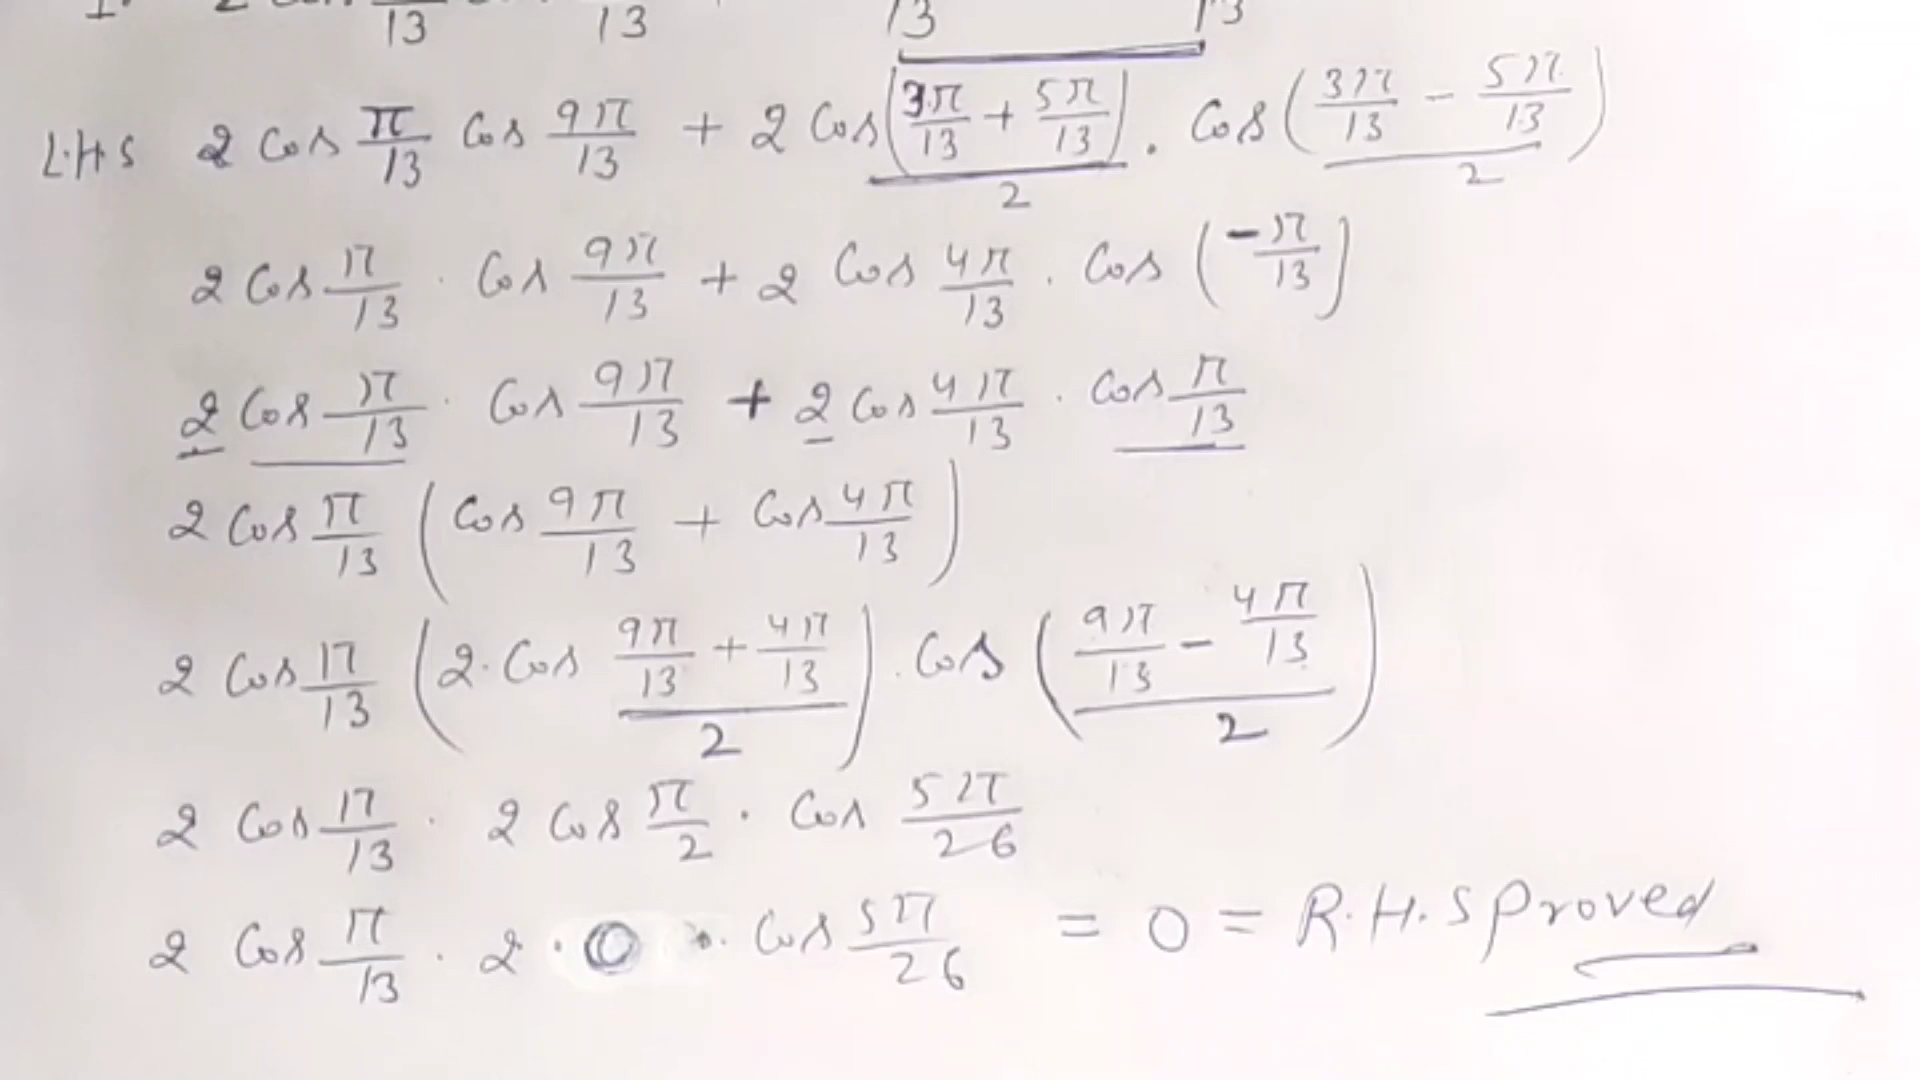 13 13 13 13
L.H.S 2 Cos π/13 Cos 9π/13 + 2 Cos (3π/13 + 5π/13)/2 . Cos (3π/13 - 5π/13)/2
2 Cos π/13 . Cos 9π/13 + 2 Cos 4π/13 . Cos (-π/13)
2 Cos π/13 . Cos 9π/13 + 2 Cos 4π/13 . Cos π/13
2 Cos π/13 (Cos 9π/13 + Cos 4π/13)
2 Cos π/13 (2. Cos (9π/13 + 4π/13)/2) . Cos ((9π/13 - 4π/13)/2)
2 Cos π/13 . 2 Cos π/2 . Cos 5π/26
2 Cos π/13 . 2 . 0 . Cos 5π/26 = 0 = R.H.S Proved